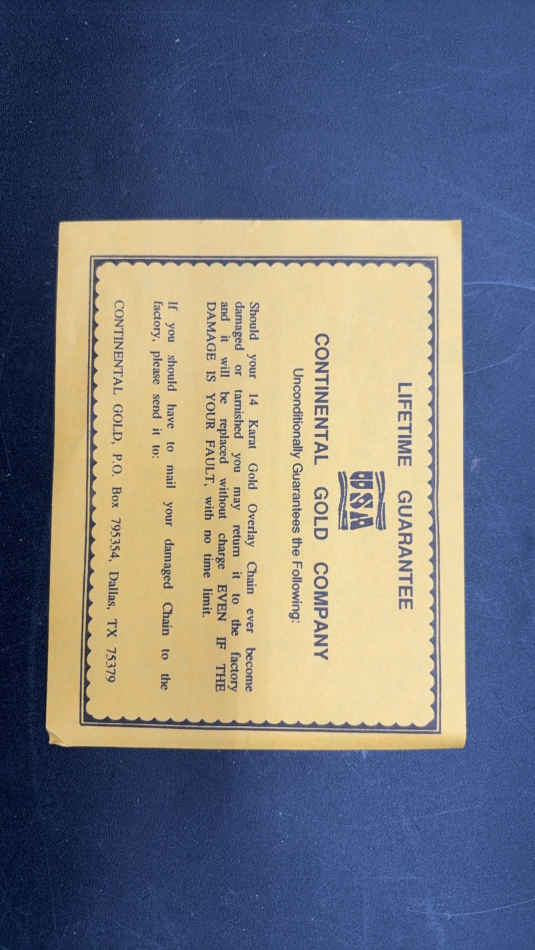 LIFETIME GUARANTEE
USA
CONTINENTAL GOLD COMPANY
Unconditionally Guarantees the Following:
Should your 14 Karat Gold Overlay Chain ever become
damaged or tarnished you may return it to the factory
and it will be replaced without charge EVEN IF THE
DAMAGE IS YOUR FAULT, with no time limit.
If you should have to mail your damaged Chain to the
factory, please send it to:
CONTINENTAL GOLD, P.O. Box 795354, Dallas, TX 75379